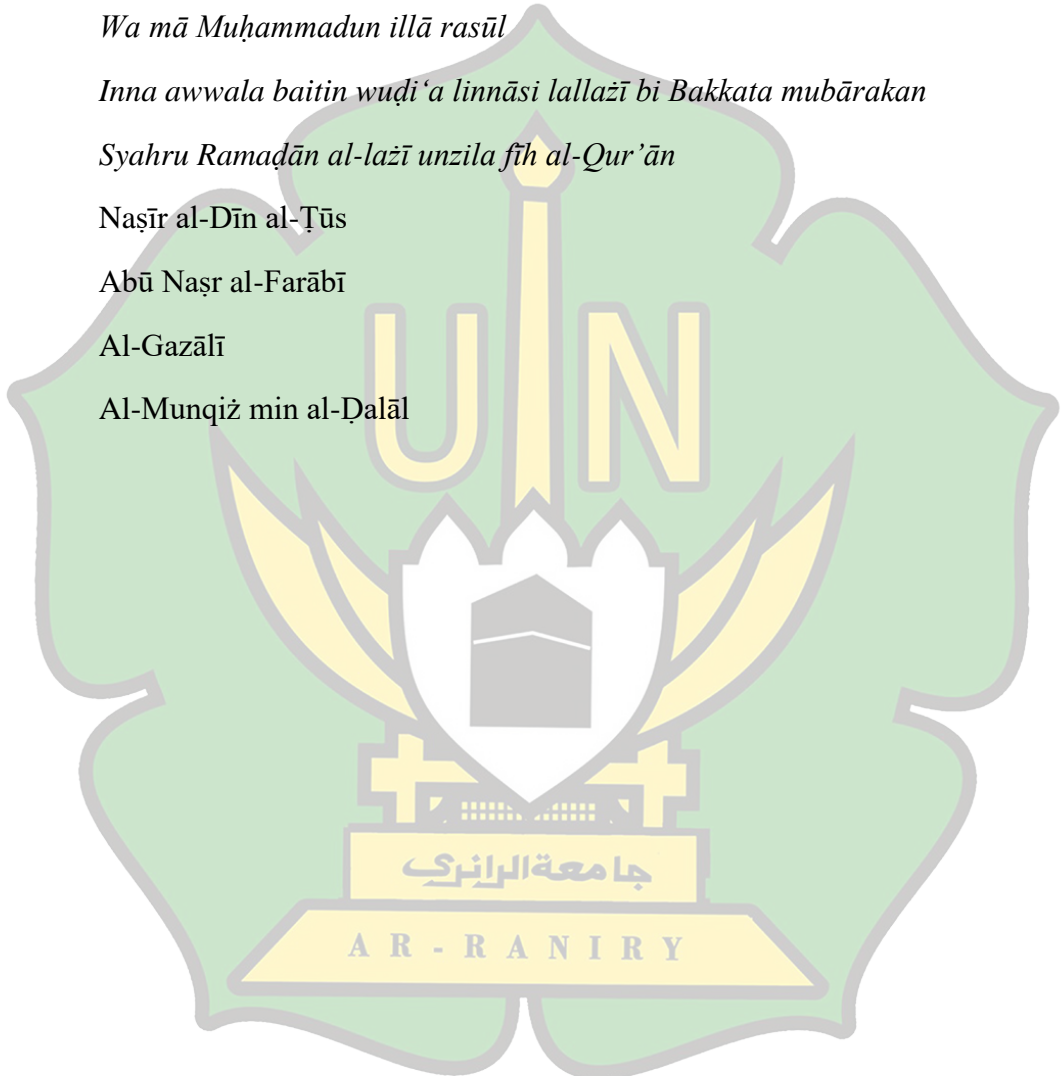 Wa mā Muḥammadun illā rasūl
Inna awwala baitin wuḍi‘a linnāsi lallażī bi Bakkata mubārakan
Syahru Ramaḍān al-lażī unzila fīh al-Qur’ān
Naṣīr al-Dīn al-Ṭūs
Abū Naṣr al-Farābī
Al-Gazālī
Al-Munqiż min al-Ḍalāl
UIN
جامعةالرانري
AR-RANIRY